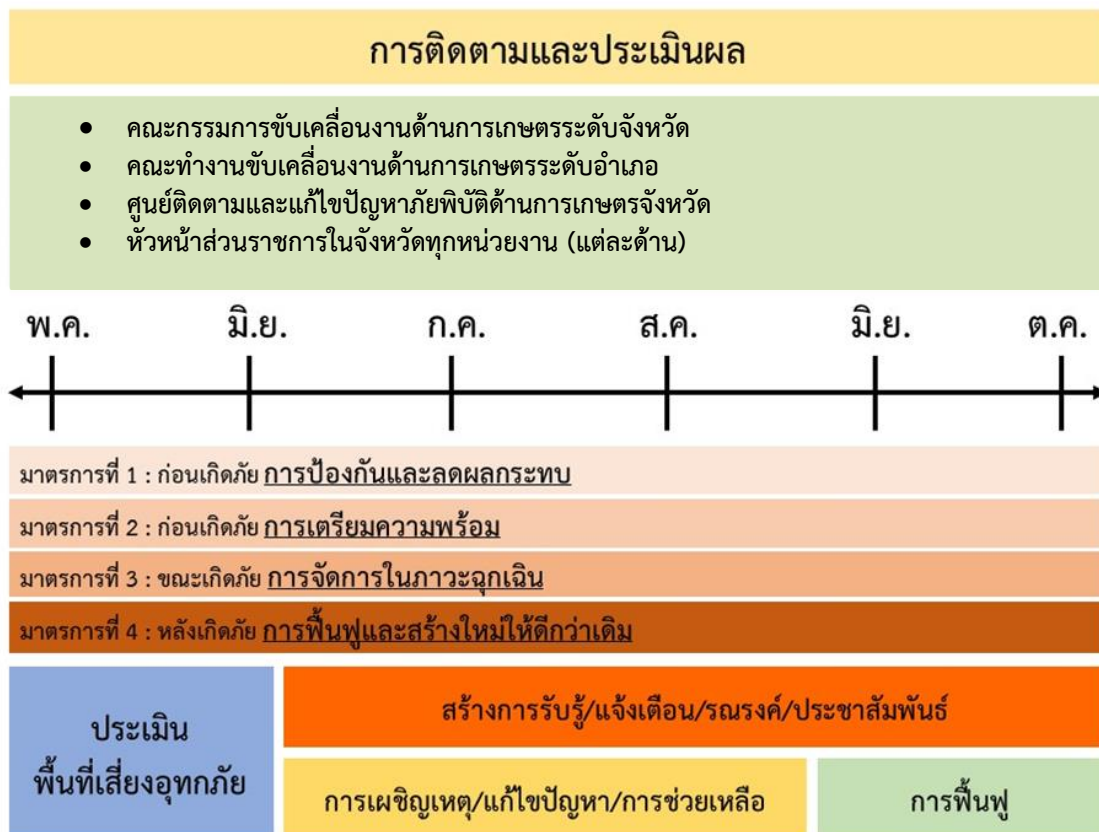 การติดตามและประเมินผล
• คณะกรรมการขับเคลื่อนงานด้านการเกษตรระดับจังหวัด
• คณะทำงานขับเคลื่อนงานด้านการเกษตรระดับอำเภอ
• ศูนย์ติดตามและแก้ไขปัญหาภัยพิบัติด้านการเกษตรจังหวัด
• หัวหน้าส่วนราชการในจังหวัดทุกหน่วยงาน (แต่ละด้าน)
พ.ค. มิ.ย. ก.ค. ส.ค. มิ.ย. ต.ค.
มาตรการที่ 1 : ก่อนเกิดภัย การป้องกันและลดผลกระทบ
มาตรการที่ 2 : ก่อนเกิดภัย การเตรียมความพร้อม
มาตรการที่ 3 : ขณะเกิดภัย การจัดการในภาวะฉุกเฉิน
มาตรการที่ 4 : หลังเกิดภัย การฟื้นฟูและสร้างใหม่ให้ดีกว่าเดิม
ประเมิน
พื้นที่เสี่ยงอุทกภัย
สร้างการรับรู้/แจ้งเตือน/รณรงค์/ประชาสัมพันธ์
การเผชิญเหตุ/แก้ไขปัญหา/การช่วยเหลือ
การฟื้นฟู